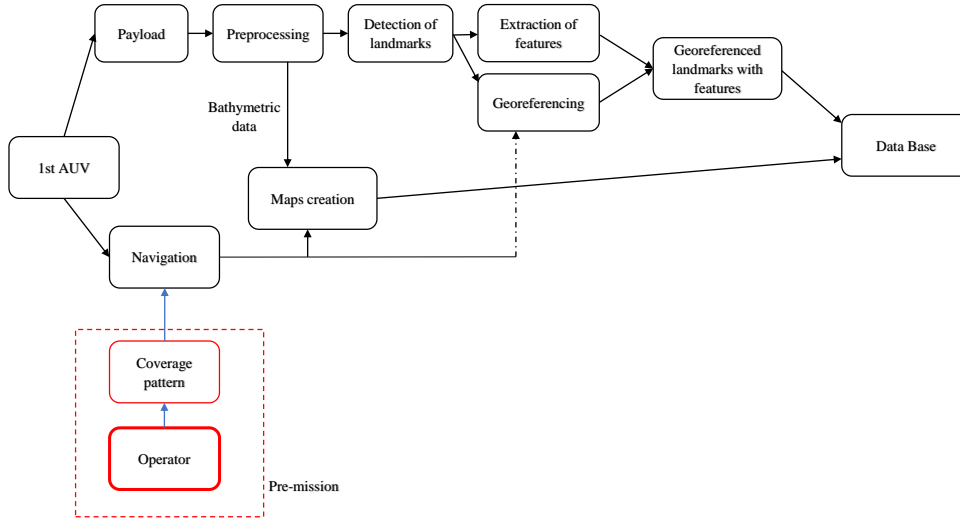 Payload
Preprocessing
Detection of
landmarks
Extraction of
features
Georeferenced
landmarks with
features
Bathymetric
data
Georeferencing
Data Base
1st AUV
Maps creation
Navigation
Coverage
pattern
Operator
Pre-mission